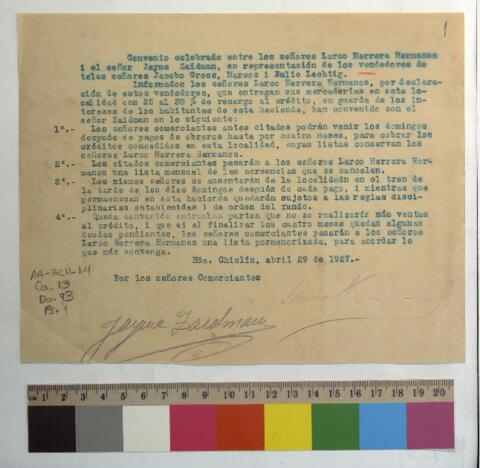 1
Convenio celebrado entre los señores Larco Herrera Hermanos
i el señor Jayme Zaidman, en representación de los vendedores de
telas señores Jacobo Gross, Marcos i Julio Lechtig.
Informados los señores Larco Herrera Hermanos, por declara-
ción de estos vendedores, que entregan sus mercaderías en esta lo-
calidad con 25 al 30 % de recargo al crédito, en guarda de los in-
tereses de los habitantes de esta hacienda, han convenido con el
señor Zaidman en lo siguiente:
1°.- Los señores comerciantes antes citados podrán venir los domingos
después de pagos de obreros hasta por cuatro meses, para cobrar los
créditos concedidos en esta localidad, cuyas listas conservan los
señores Larco Herrera Hermanos.
2°.- Los citados comerciantes pasarán a los señores Larco Herrera Her-
manos una lista mensual de las acreencias que se cancelen.
3°.- Los mismos señores se ausentarán de la localidad en el tren de
la tarde de los días domingos después de cada pago, i mientras que
permanezcan en esta hacienda quedarán sujetos a las reglas disci-
plinarias establecidas i de orden del fundo.
4°.- Queda convenido entre ambas partes que no se realizarán más ventas
al crédito, i que si al finalizar los cuatro meses quedan algunas
deudas pendientes, los señores comerciantes pasarán a los señores
Larco Herrera Hermanos una lista pormenorizada, para acordar lo
que más convenga.
Hda. Chiclín, abril 29 de 1927.-
Por los señores Comerciantes
AA-HCH-1.4
Ca. 13
Do. 93
Fs. 1
Jayme Zaidman
cm 1 2 3 4 5 6 7 8 9 10 11 12 13 14 15 16 17 18 19 20